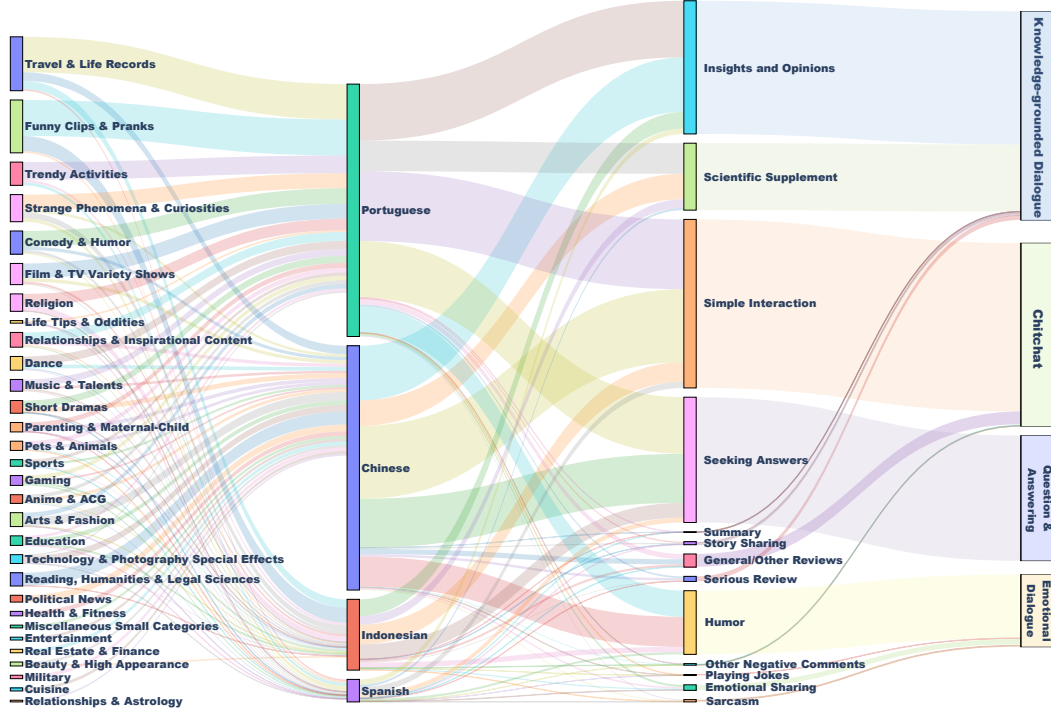 Travel & Life Records
Funny Clips & Pranks
Trendy Activities
Strange Phenomena & Curiosities
Comedy & Humor
Film & TV Variety Shows
Religion
Life Tips & Oddities
Relationships & Inspirational Content
Dance
Music & Talents
Short Dramas
Parenting & Maternal-Child
Pets & Animals
Sports
Gaming
Anime & ACG
Arts & Fashion
Education
Technology & Photography Special Effects
Reading, Humanities & Legal Sciences
Political News
Health & Fitness
Miscellaneous Small Categories
Entertainment
Real Estate & Finance
Beauty & High Appearance
Military
Cuisine
Relationships & Astrology
Portuguese
Chinese
Indonesian
Spanish
Insights and Opinions
Scientific Supplement
Simple Interaction
Seeking Answers
Summary
Story Sharing
General/Other Reviews
Serious Review
Humor
Other Negative Comments
Playing Jokes
Emotional Sharing
Sarcasm
Knowledge-grounded Dialogue
Chitchat
Question &
Answering
Emotional
Dialogue